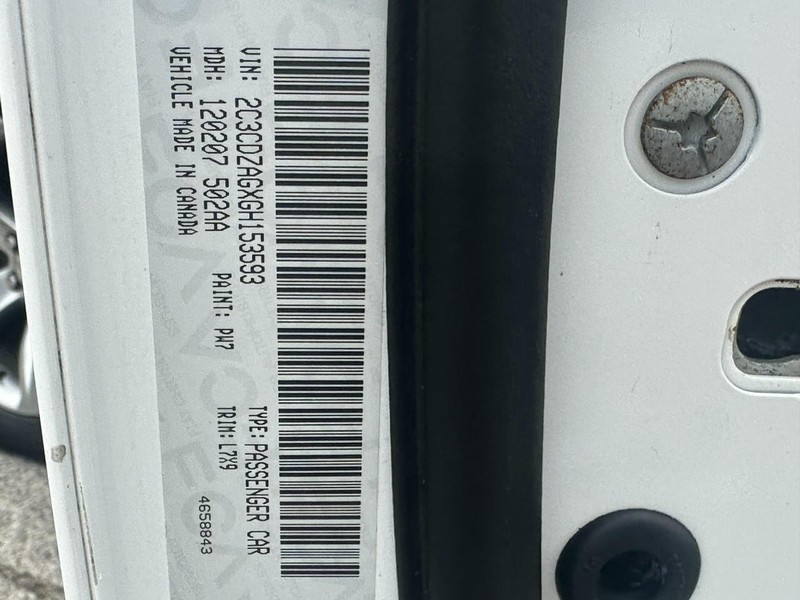 VIN: 2C3CDZAGXGH153593
TYPE: PASSENGER CAR
MDH: 120207 502AA
PAINT: PW7
TRIM: L7X9
VEHICLE MADE IN CANADA
4658843